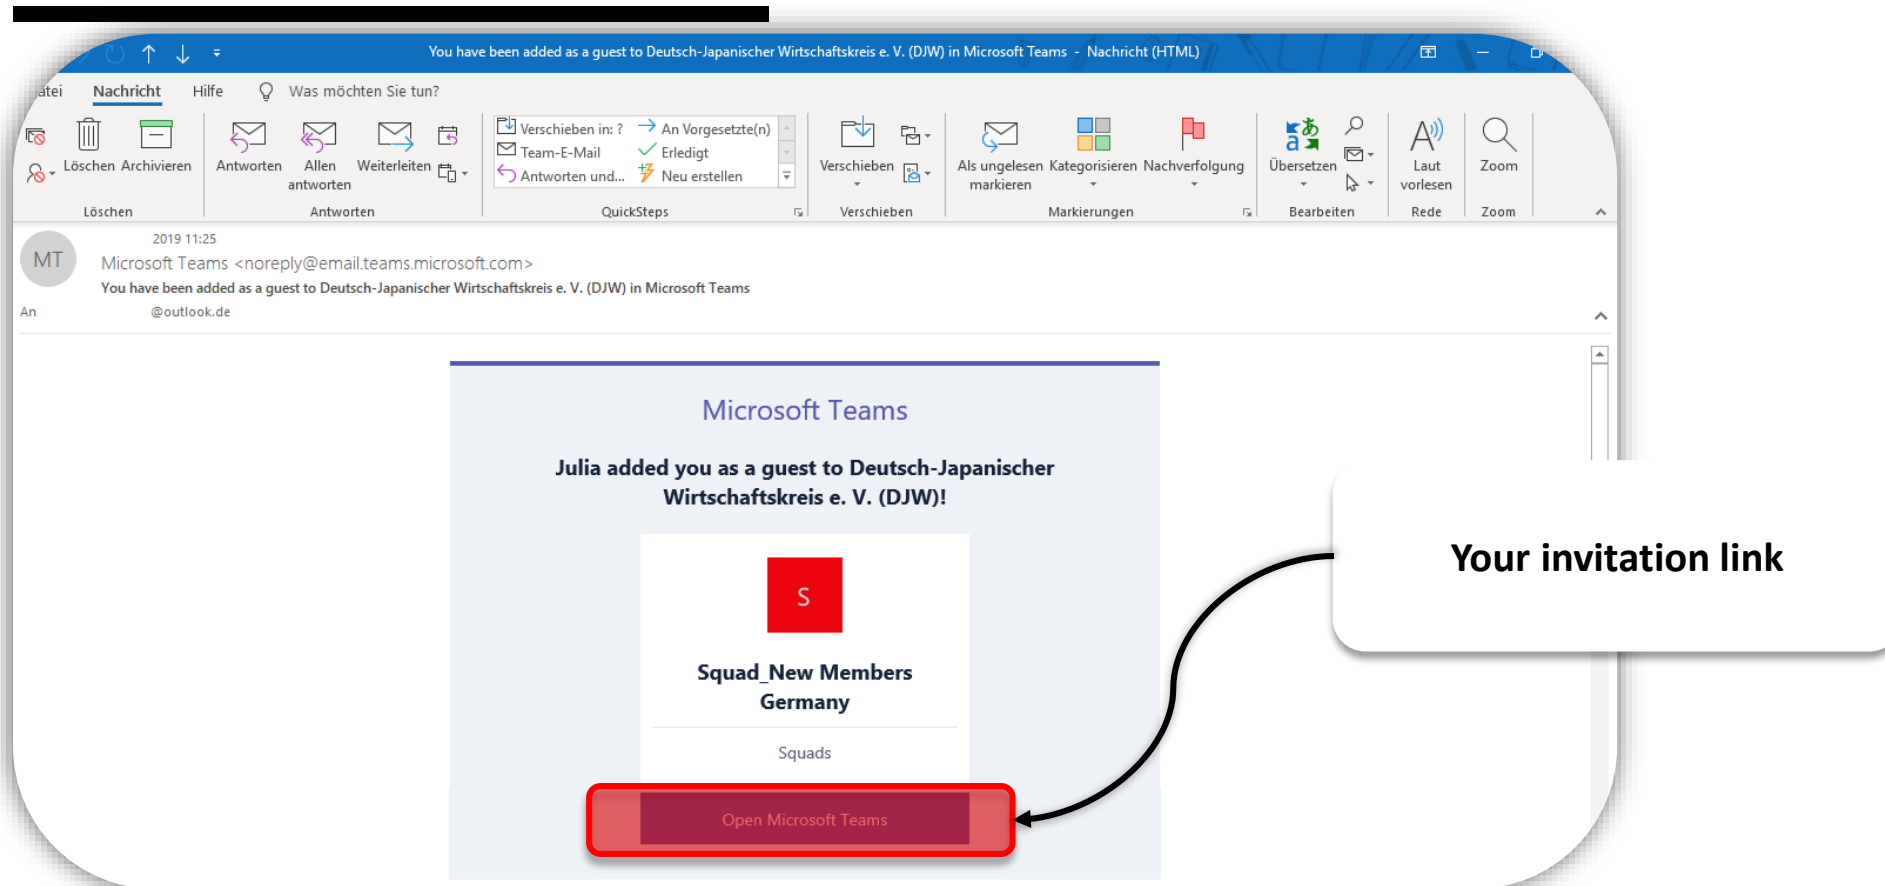 You have been added as a guest to Deutsch-Japanischer Wirtschaftskreis e. V. (DJW) in Microsoft Teams - Nachricht (HTML)
Nachricht Hilfe Was möchten Sie tun?
Löschen Archivieren
Löschen
Antworten Allen antworten Weiterleiten
Antworten
Verschieben in: ? An Vorgesetzte(n)
Team-E-Mail Erledigt
Antworten und... Neu erstellen
QuickSteps
Verschieben
Verschieben
Als ungelesen markieren Kategorisieren Nachverfolgung
Markierungen
Übersetzen
Bearbeiten
Laut vorlesen
Rede
Zoom
Zoom
2019 11:25
MT
Microsoft Teams <noreply@email.teams.microsoft.com>
You have been added as a guest to Deutsch-Japanischer Wirtschaftskreis e. V. (DJW) in Microsoft Teams
An @outlook.de
Microsoft Teams
Julia added you as a guest to Deutsch-Japanischer
Wirtschaftskreis e. V. (DJW)!
S
Squad_New Members
Germany
Squads
Open Microsoft Teams
Your invitation link